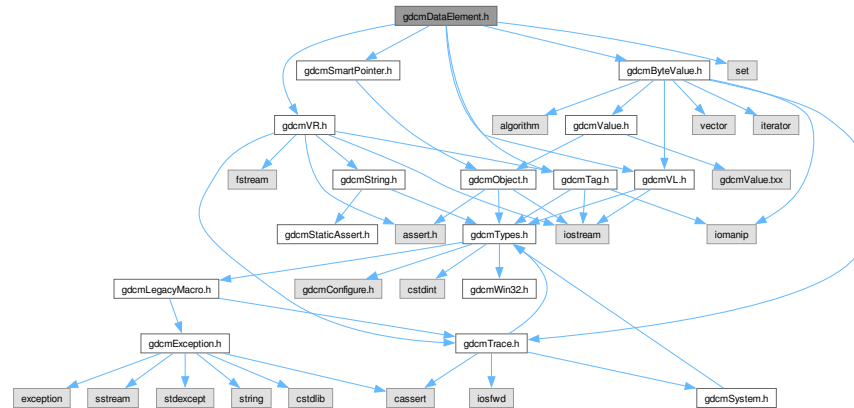 gdcmDataElement.h
gdcmSmartPointer.h
gdcmByteValue.h
set
gdcmVR.h
algorithm
gdcmValue.h
vector
iterator
fstream
gdcmString.h
gdcmObject.h
gdcmTag.h
gdcmVL.h
gdcmValue.txx
gdcmStaticAssert.h
assert.h
gdcmTypes.h
iostream
iomanip
gdcmLegacyMacro.h
gdcmConfigure.h
cstdint
gdcmWin32.h
gdcmException.h
gdcmTrace.h
exception
sstream
stdexcept
string
cstdlib
cassert
iosfwd
gdcmSystem.h